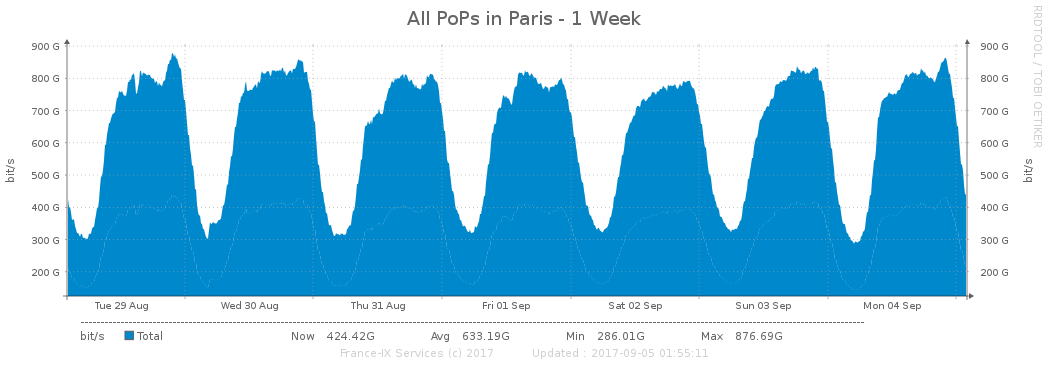 All PoPs in Paris - 1 Week
RRDTOOL / TOBI OETIKER
bit/s
900 G
800 G
700 G
600 G
500 G
400 G
300 G
200 G
900 G
800 G
700 G
600 G
500 G
400 G
300 G
200 G
bit/s
Tue 29 Aug Wed 30 Aug Thu 31 Aug Fri 01 Sep Sat 02 Sep Sun 03 Sep Mon 04 Sep
bit/s Total Now 424.42G Avg 633.19G Min 286.01G Max 876.69G
France-IX Services (c) 2017 Updated : 2017-09-05 01:55:11